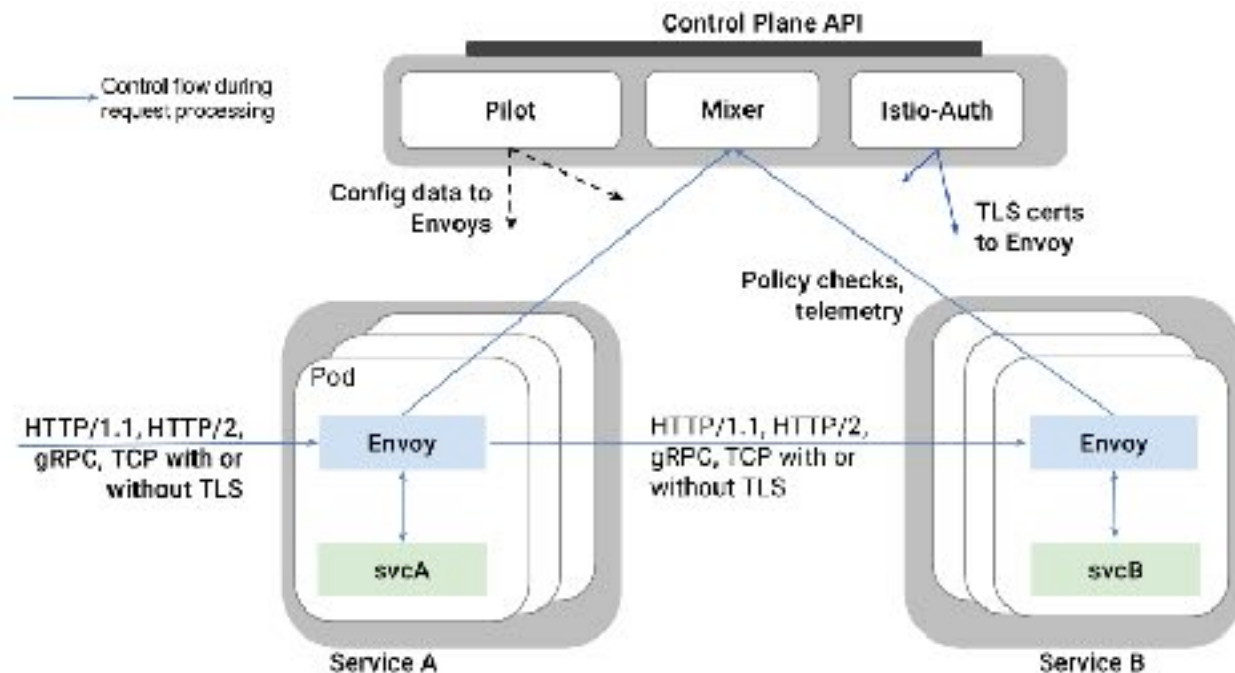 Control Plane API
Control flow during
request processing
Pilot
Mixer
Istio-Auth
Config data to
Envoys
TLS certs
to Envoy
Policy checks,
telemetry
Pod
HTTP/1.1, HTTP/2,
gRPC, TCP with or
without TLS
Envoy
HTTP/1.1, HTTP/2,
gRPC, TCP with or
without TLS
Envoy
svcA
svcB
Service A
Service B